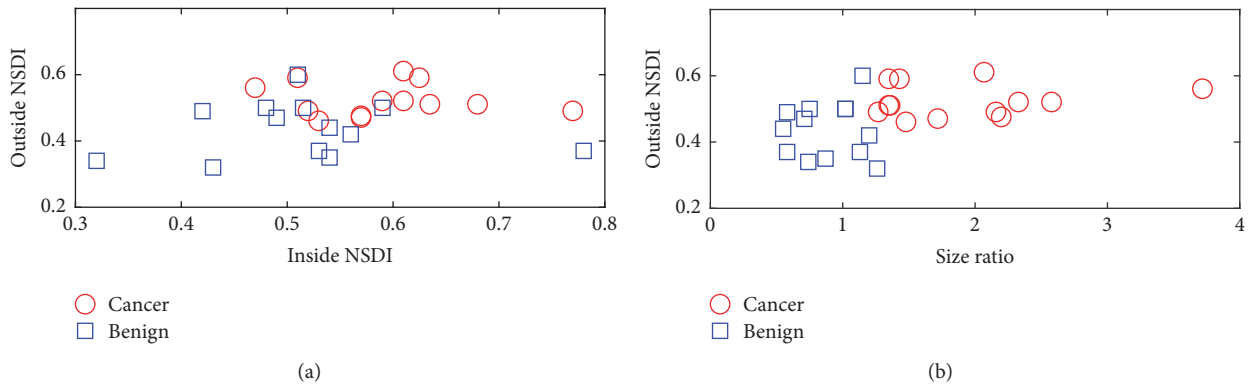 Outside NSDI
0.6
0.4
0.2
0.3
0.4
0.5
0.6
0.7
0.8
Inside NSDI
Cancer
Benign
(a)
Outside NSDI
0.6
0.4
0.2
0
1
2
3
4
Size ratio
Cancer
Benign
(b)